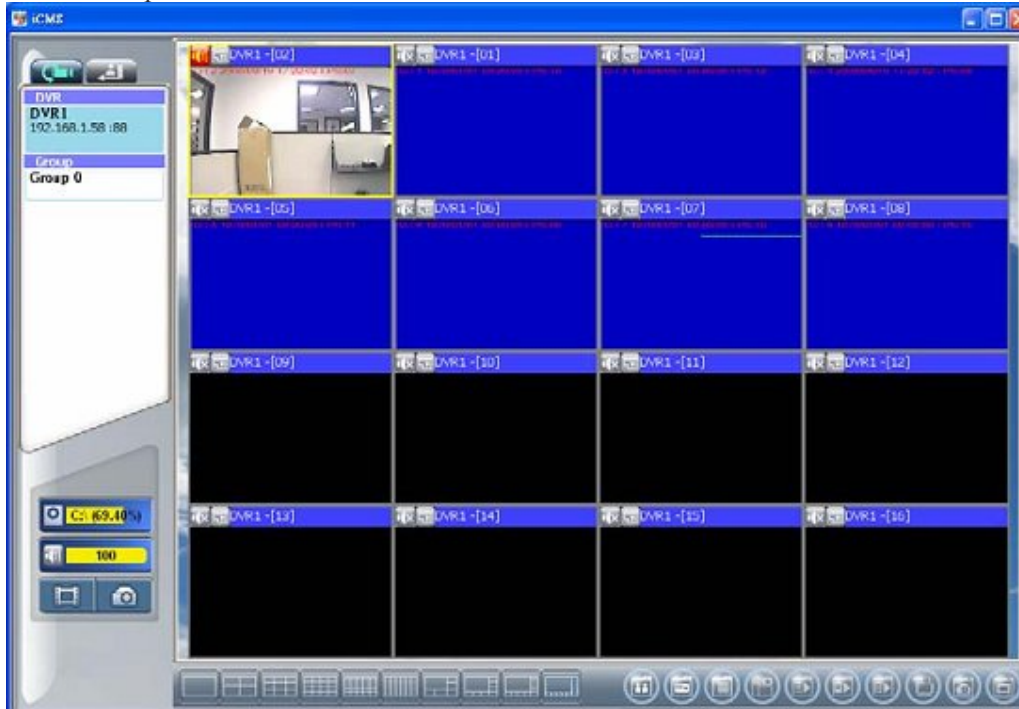 iCMS
DVR
DVR1
192.168.1.58 :88
Group
Group 0
C:\ (69.40%)
100
DVR1 -[02]
DVR1 -[01]
DVR1 -[03]
DVR1 -[04]
DVR1 -[05]
DVR1 -[06]
DVR1 -[07]
DVR1 -[08]
DVR1 -[09]
DVR1 -[10]
DVR1 -[11]
DVR1 -[12]
DVR1 -[13]
DVR1 -[14]
DVR1 -[15]
DVR1 -[16]